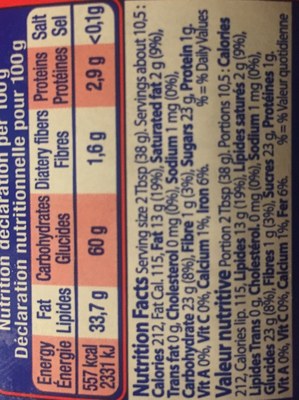 Nutrition declaration per 100g
Déclaration nutritionnelle pour 100g
Energy Fat Carbohydrates Diatery fibers Proteins Salt
Énergie Lipides Glucides Fibres Protéines Sel
557 kcal 33,7 g 60 g 1,6 g 2,9 g <0,1g
2331 kJ
Nutrition Facts Serving size 2 Tbsp (38 g). Servings about 10,5 :
Calories 212, Fat Cal. 115, Fat 13 g (19%), Saturated fat 2 g (9%),
Trans fat 0 g, Cholesterol 0 mg (0%), Sodium 1 mg (0%),
Carbohydrate 23 g (8%), Fibre 1 g (3%), Sugars 23 g, Protein 1g.
Vit A 0%, Vit C 0%, Calcium 1%, Iron 6%. %=% Daily Values
Valeur nutritive Portion 2 Tbsp (38 g). Portions 10,5 : Calories
212, Calories lip. 115, Lipides 13 g (19%), Lipides saturés 2 g (9%),
Lipides Trans 0 g, Cholestérol 0 mg (0%), Sodium 1 mg (0%),
Glucides 23 g (8%), Fibres 1 g (3%), Sucres 23 g, Protéines 1g.
Vit A 0%, Vit C 0%, Calcium 1%, Fer 6%. %=% Valeur quotidienne